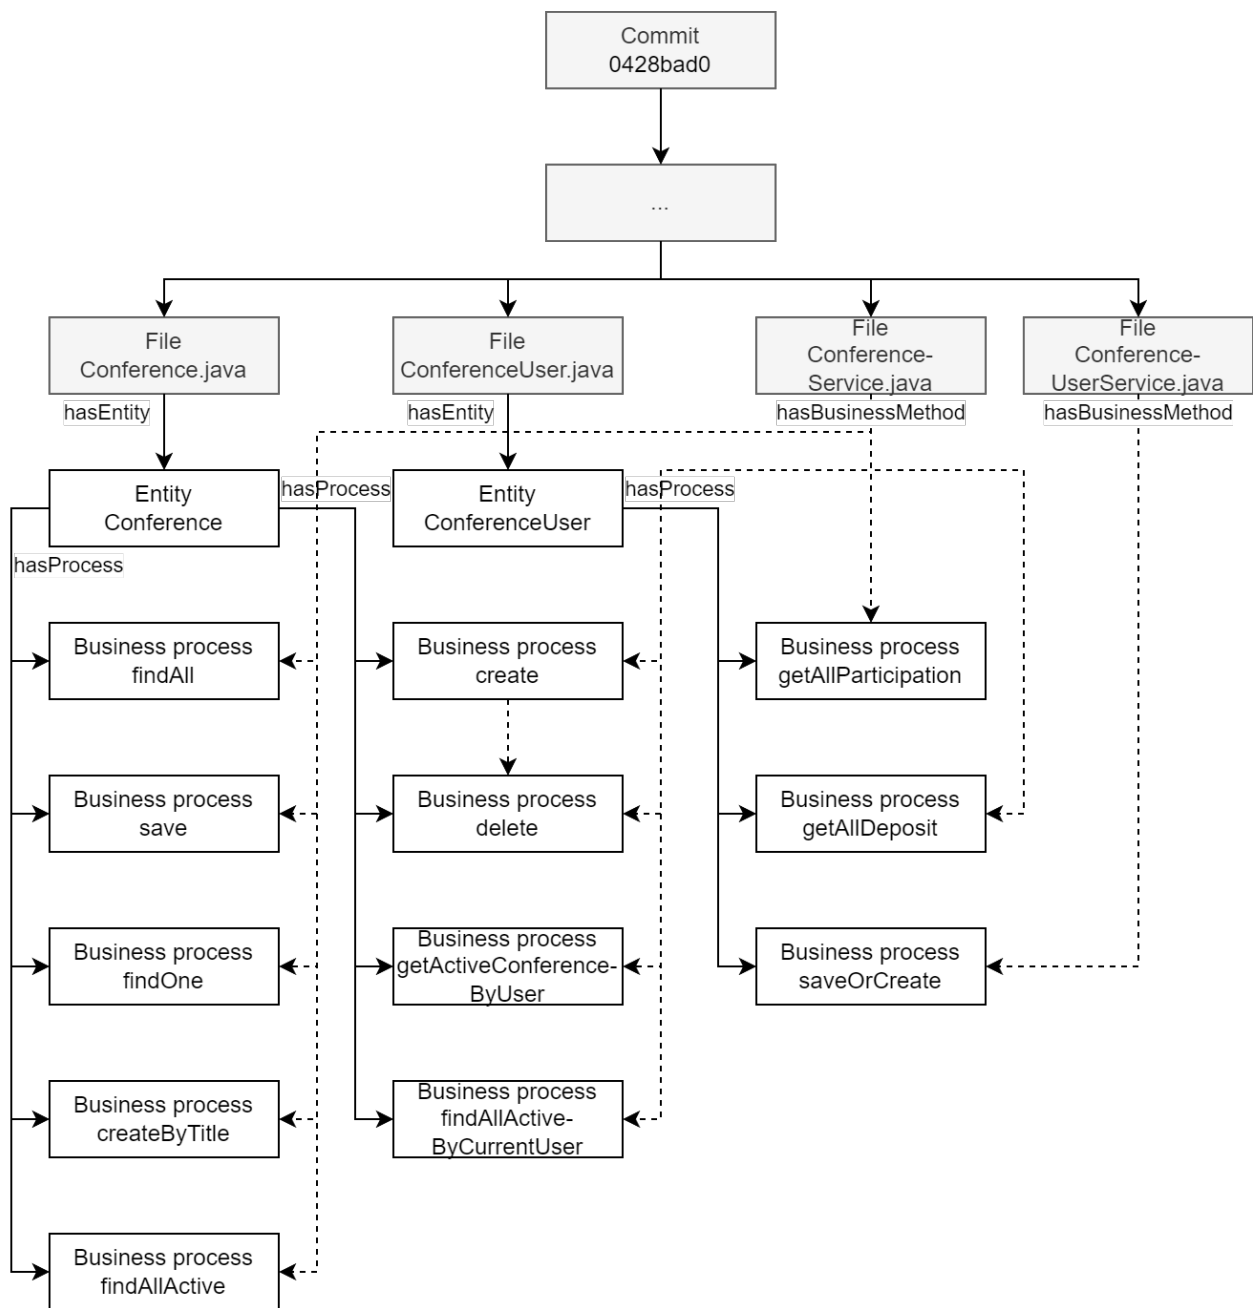 Commit
0428bad0
...
File
Conference.java
File
ConferenceUser.java
File
Conference-
Service.java
File
Conference-
UserService.java
hasEntity
hasEntity
hasBusinessMethod
hasBusinessMethod
Entity
Conference
hasProcess
Entity
ConferenceUser
hasProcess
hasProcess
Business process
findAll
Business process
create
Business process
getAllParticipation
Business process
save
Business process
delete
Business process
getAllDeposit
Business process
findOne
Business process
getActiveConference-
ByUser
Business process
saveOrCreate
Business process
createByTitle
Business process
findAllActive-
ByCurrentUser
Business process
findAllActive